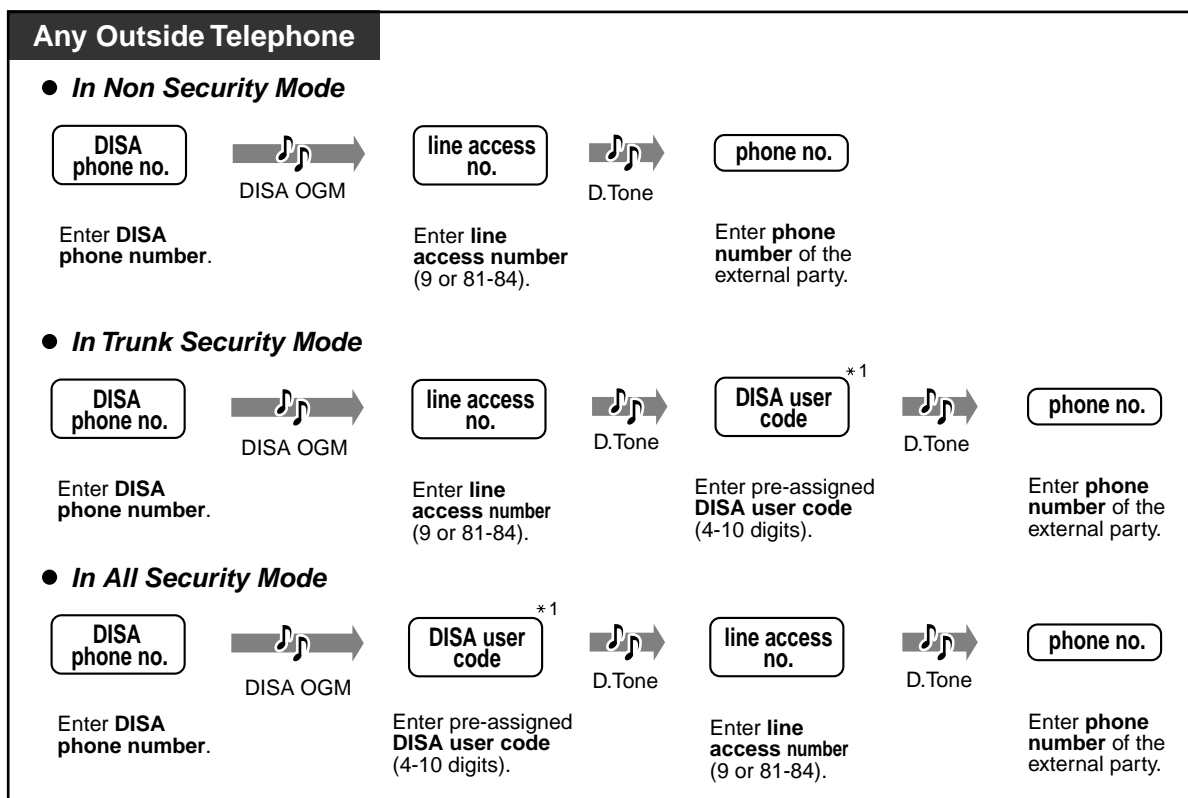 Any Outside Telephone
● In Non Security Mode
DISA
phone no.
DISA OGM
line access
no.
D.Tone
phone no.
Enter DISA
phone number.
Enter line
access number
(9 or 81-84).
Enter phone
number of the
external party.
● In Trunk Security Mode
DISA
phone no.
DISA OGM
line access
no.
D.Tone
DISA user
code
*1
D.Tone
phone no.
Enter DISA
phone number.
Enter line
access number
(9 or 81-84).
Enter pre-assigned
DISA user code
(4-10 digits).
Enter phone
number of the
external party.
● In All Security Mode
DISA
phone no.
DISA OGM
DISA user
code
*1
D.Tone
line access
no.
D.Tone
phone no.
Enter DISA
phone number.
Enter pre-assigned
DISA user code
(4-10 digits).
Enter line
access number
(9 or 81-84).
Enter phone
number of the
external party.